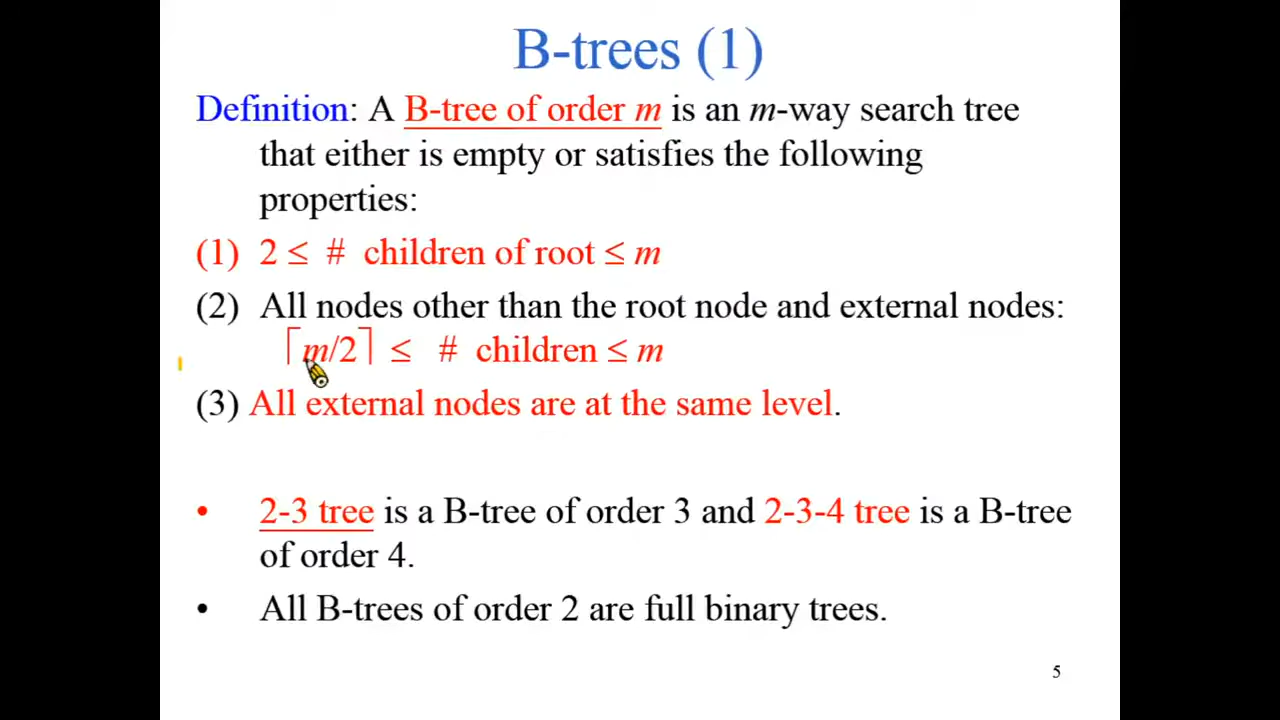 B-trees (1)
Definition: A B-tree of order m is an m-way search tree
that either is empty or satisfies the following
properties:
(1) 2 ≤ # children of root ≤ m
(2) All nodes other than the root node and external nodes:
⌈m/2⌉ ≤ # children ≤ m
(3) All external nodes are at the same level.
• 2-3 tree is a B-tree of order 3 and 2-3-4 tree is a B-tree
of order 4.
• All B-trees of order 2 are full binary trees.
5